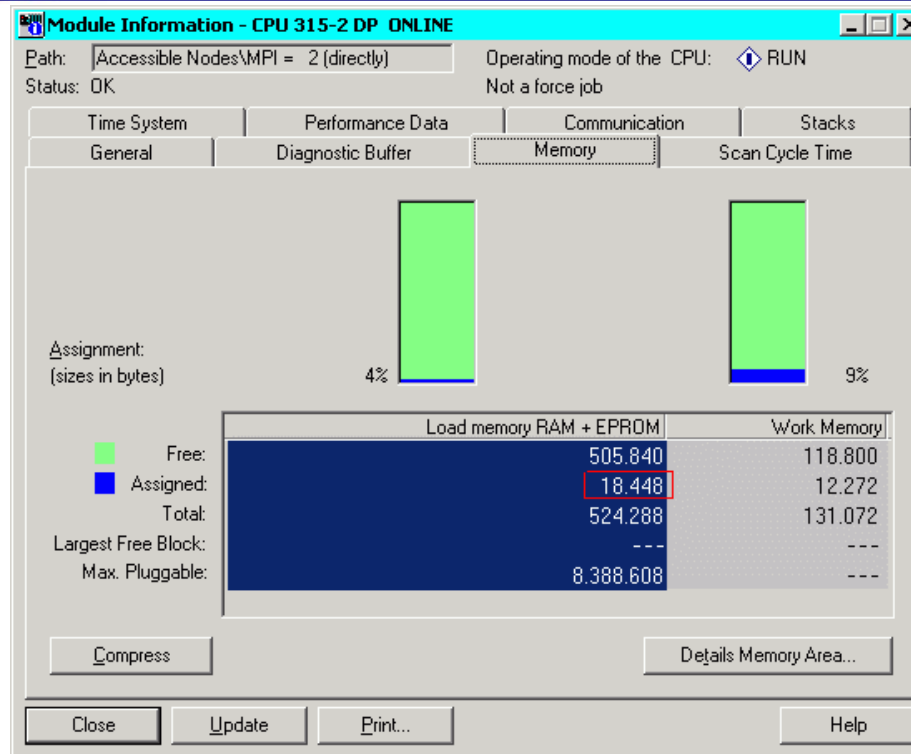 Module Information - CPU 315-2 DP ONLINE
Path: Accessible Nodes\MPI = 2 (directly) Operating mode of the CPU: RUN
Status: OK Not a force job
Time System Performance Data Communication Stacks
General Diagnostic Buffer Memory Scan Cycle Time
Assignment:
(sizes in bytes) 4% 9%
Load memory RAM + EPROM Work Memory
Free: 505.840 118.800
Assigned: 18.448 12.272
Total: 524.288 131.072
Largest Free Block: --- ---
Max. Pluggable: 8.388.608 ---
Compress Details Memory Area...
Close Update Print... Help